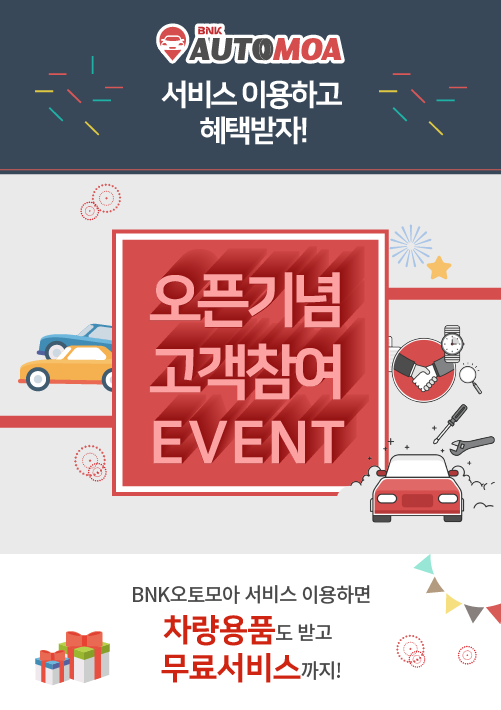 BNK
AUTOMOA
서비스 이용하고
혜택받자!
오픈기념
고객참여
EVENT
BNK오토모아 서비스 이용하면
차량용품도 받고
무료서비스까지!